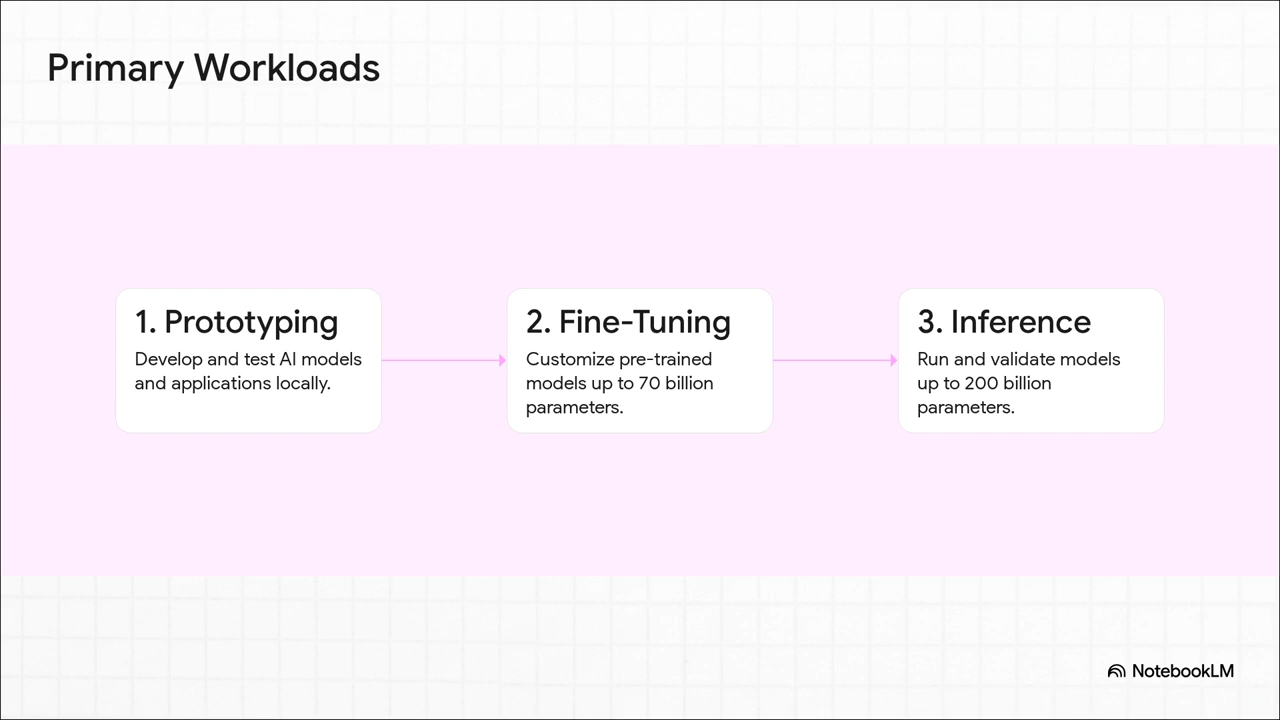 Primary Workloads
1. Prototyping
Develop and test AI models
and applications locally.
2. Fine-Tuning
Customize pre-trained
models up to 70 billion
parameters.
3. Inference
Run and validate models
up to 200 billion
parameters.
NotebookLM